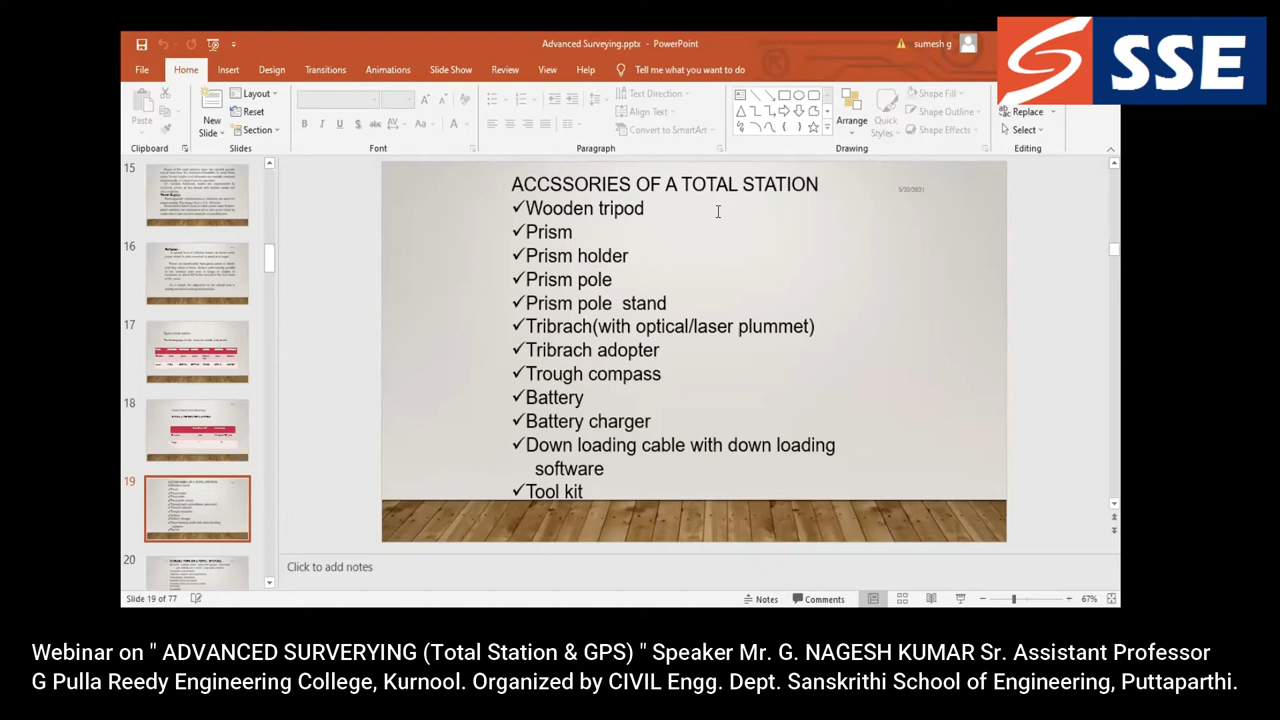 SSE
Advanced Surveying.pptx - PowerPoint
sumesh g
File Home Insert Design Transitions Animations Slide Show Review View Help Tell me what you want to do
Paste
Clipboard
New
Slide
Layout
Reset
Section
Slides
B I U S abc AV Aa A
Font
Text Direction
Align Text
Convert to SmartArt
Paragraph
Arrange
Quick
Styles
Shape Fill
Shape Outline
Shape Effects
Drawing
Replace
Select
Editing
15
16
17
18
19
20
ACCSSORIES OF A TOTAL STATION
5/20/2021
✓Wooden tripod
✓Prism
✓Prism holder
✓Prism pole
✓Prism pole stand
✓Tribrach(with optical/laser plummet)
✓Tribrach adopter
✓Trough compass
✓Battery
✓Battery charger
✓Down loading cable with down loading
software
✓Tool kit
Click to add notes
Slide 19 of 77
Notes Comments 67%
Webinar on " ADVANCED SURVERYING (Total Station & GPS) " Speaker Mr. G. NAGESH KUMAR Sr. Assistant Professor
G Pulla Reedy Engineering College, Kurnool. Organized by CIVIL Engg. Dept. Sanskrithi School of Engineering, Puttaparthi.